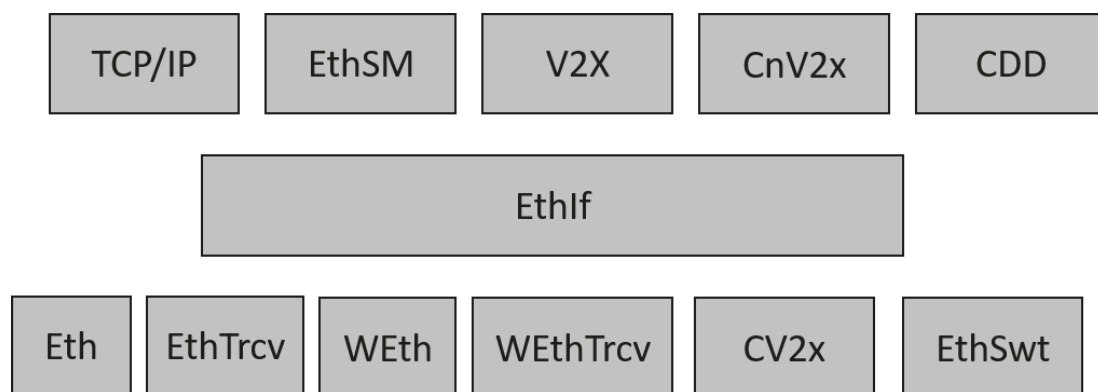 TCP/IP EthSM V2X CnV2x CDD
EthIf
Eth EthTrcv WEth WEthTrcv CV2x EthSwt